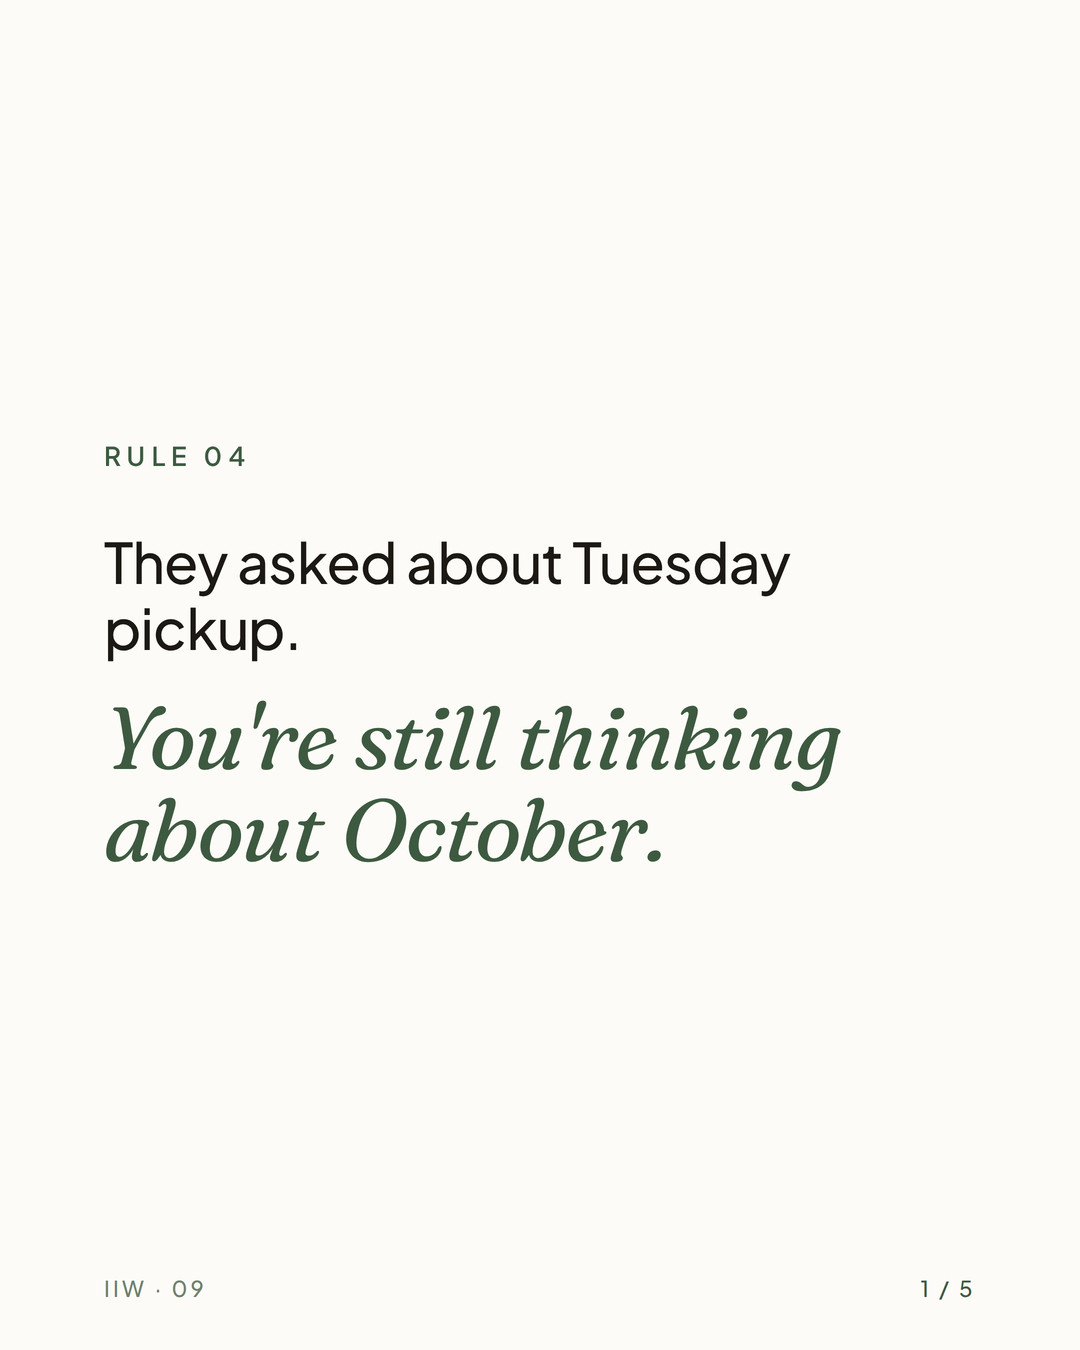 RULE 04
They asked about Tuesday
pickup.
You're still thinking
about October.
IIW · 09
1 / 5